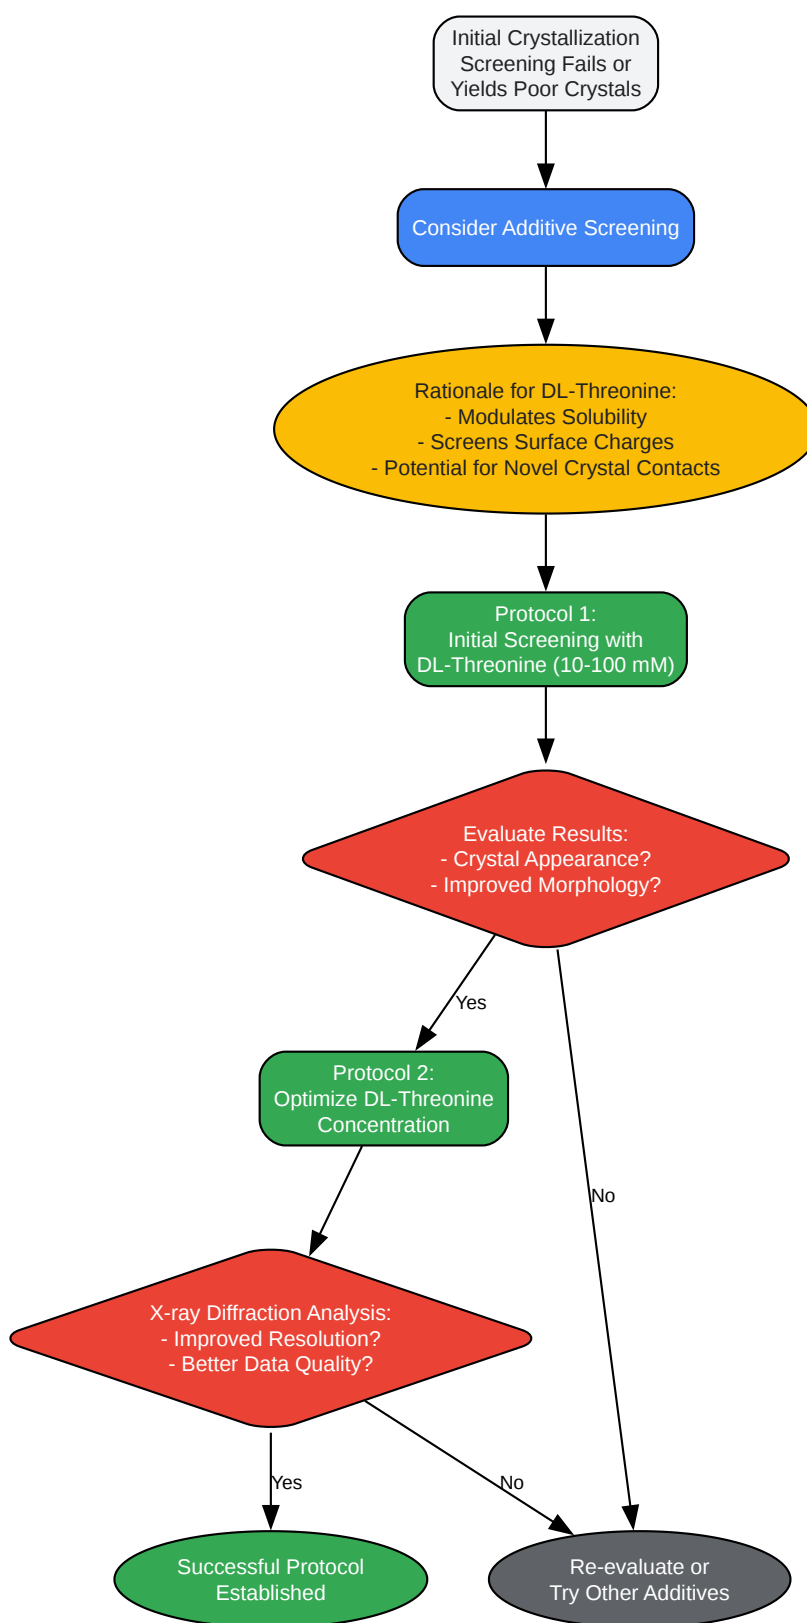 Initial Crystallization
Screening Fails or
Yields Poor Crystals
Consider Additive Screening
Rationale for DL-Threonine:
- Modulates Solubility
- Screens Surface Charges
- Potential for Novel Crystal Contacts
Protocol 1:
Initial Screening with
DL-Threonine (10-100 mM)
Evaluate Results:
- Crystal Appearance?
- Improved Morphology?
Yes
Protocol 2:
Optimize DL-Threonine
Concentration
No
X-ray Diffraction Analysis:
- Improved Resolution?
- Better Data Quality?
Yes
No
Successful Protocol
Established
Re-evaluate or
Try Other Additives